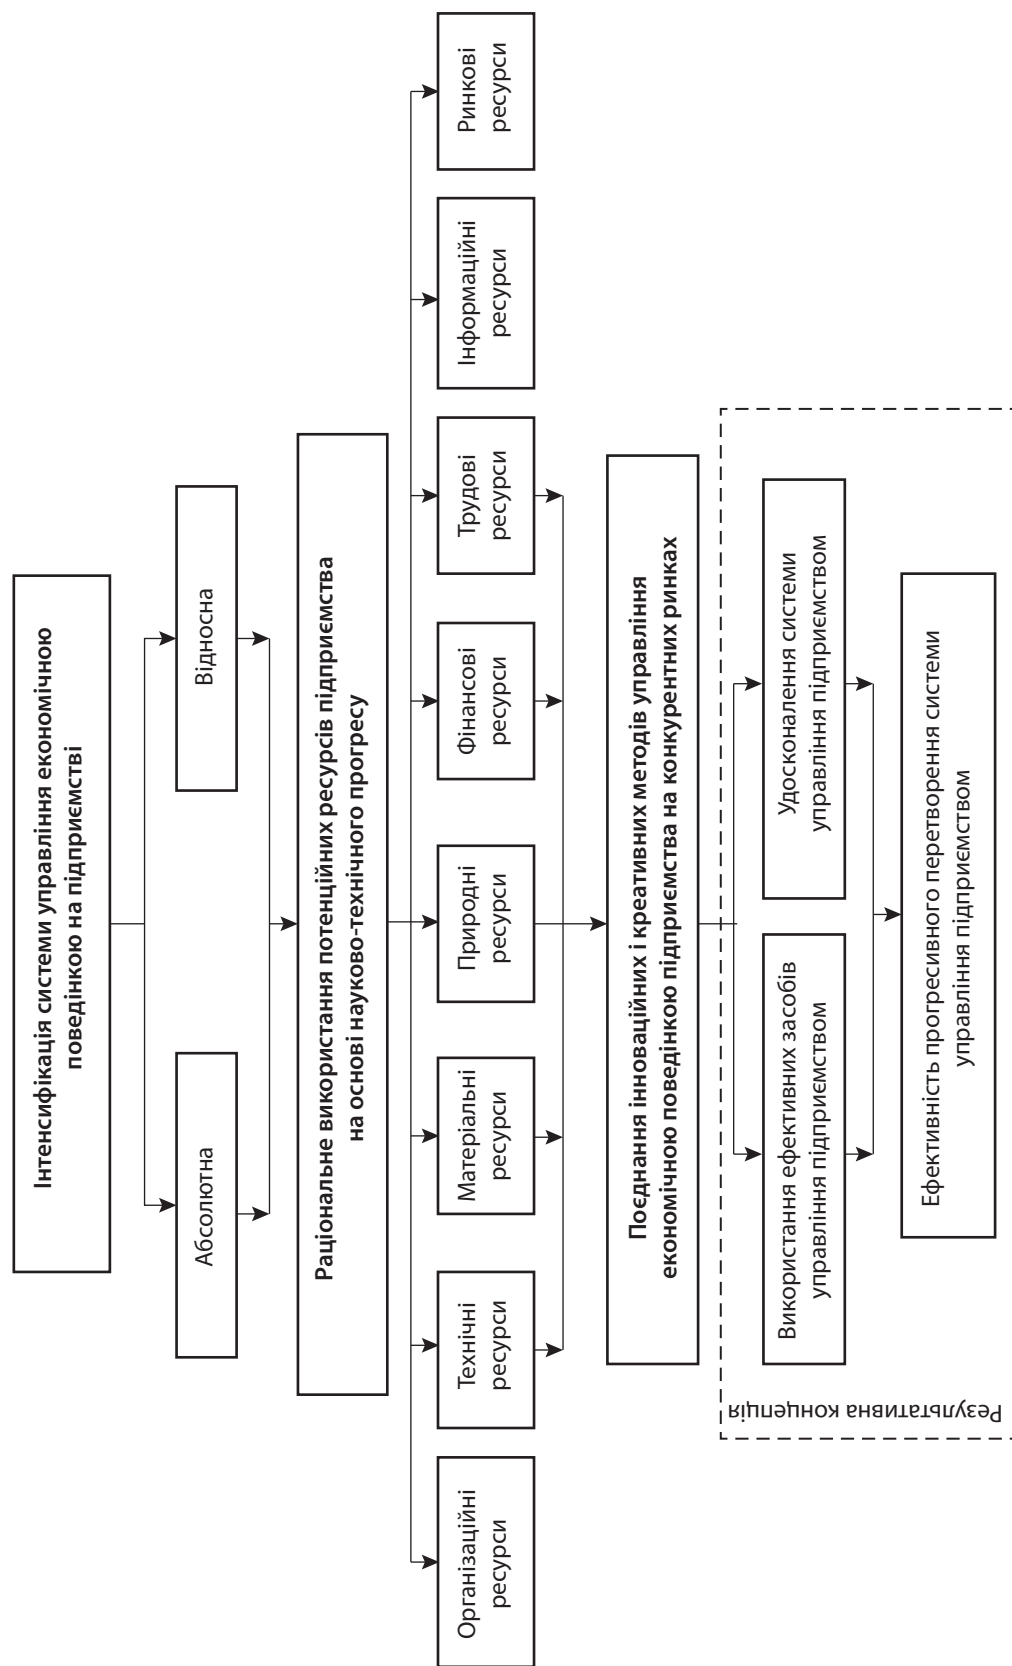 Інтенсифікація системи управління економічною
поведінкою на підприємстві
Абсолютна
Відносна
Раціональне використання потенційних ресурсів підприємства
на основі науково-технічного прогресу
Організаційні
ресурси
Технічні
ресурси
Матеріальні
ресурси
Природні
ресурси
Фінансові
ресурси
Трудові
ресурси
Інформаційні
ресурси
Ринкові
ресурси
Поєднання інноваційних і креативних методів управління
економічною поведінкою підприємства на конкурентних ринках
Результативна концепція
Використання ефективних засобів
управління підприємством
Удосконалення системи
управління підприємством
Ефективність прогресивного перетворення системи
управління підприємством